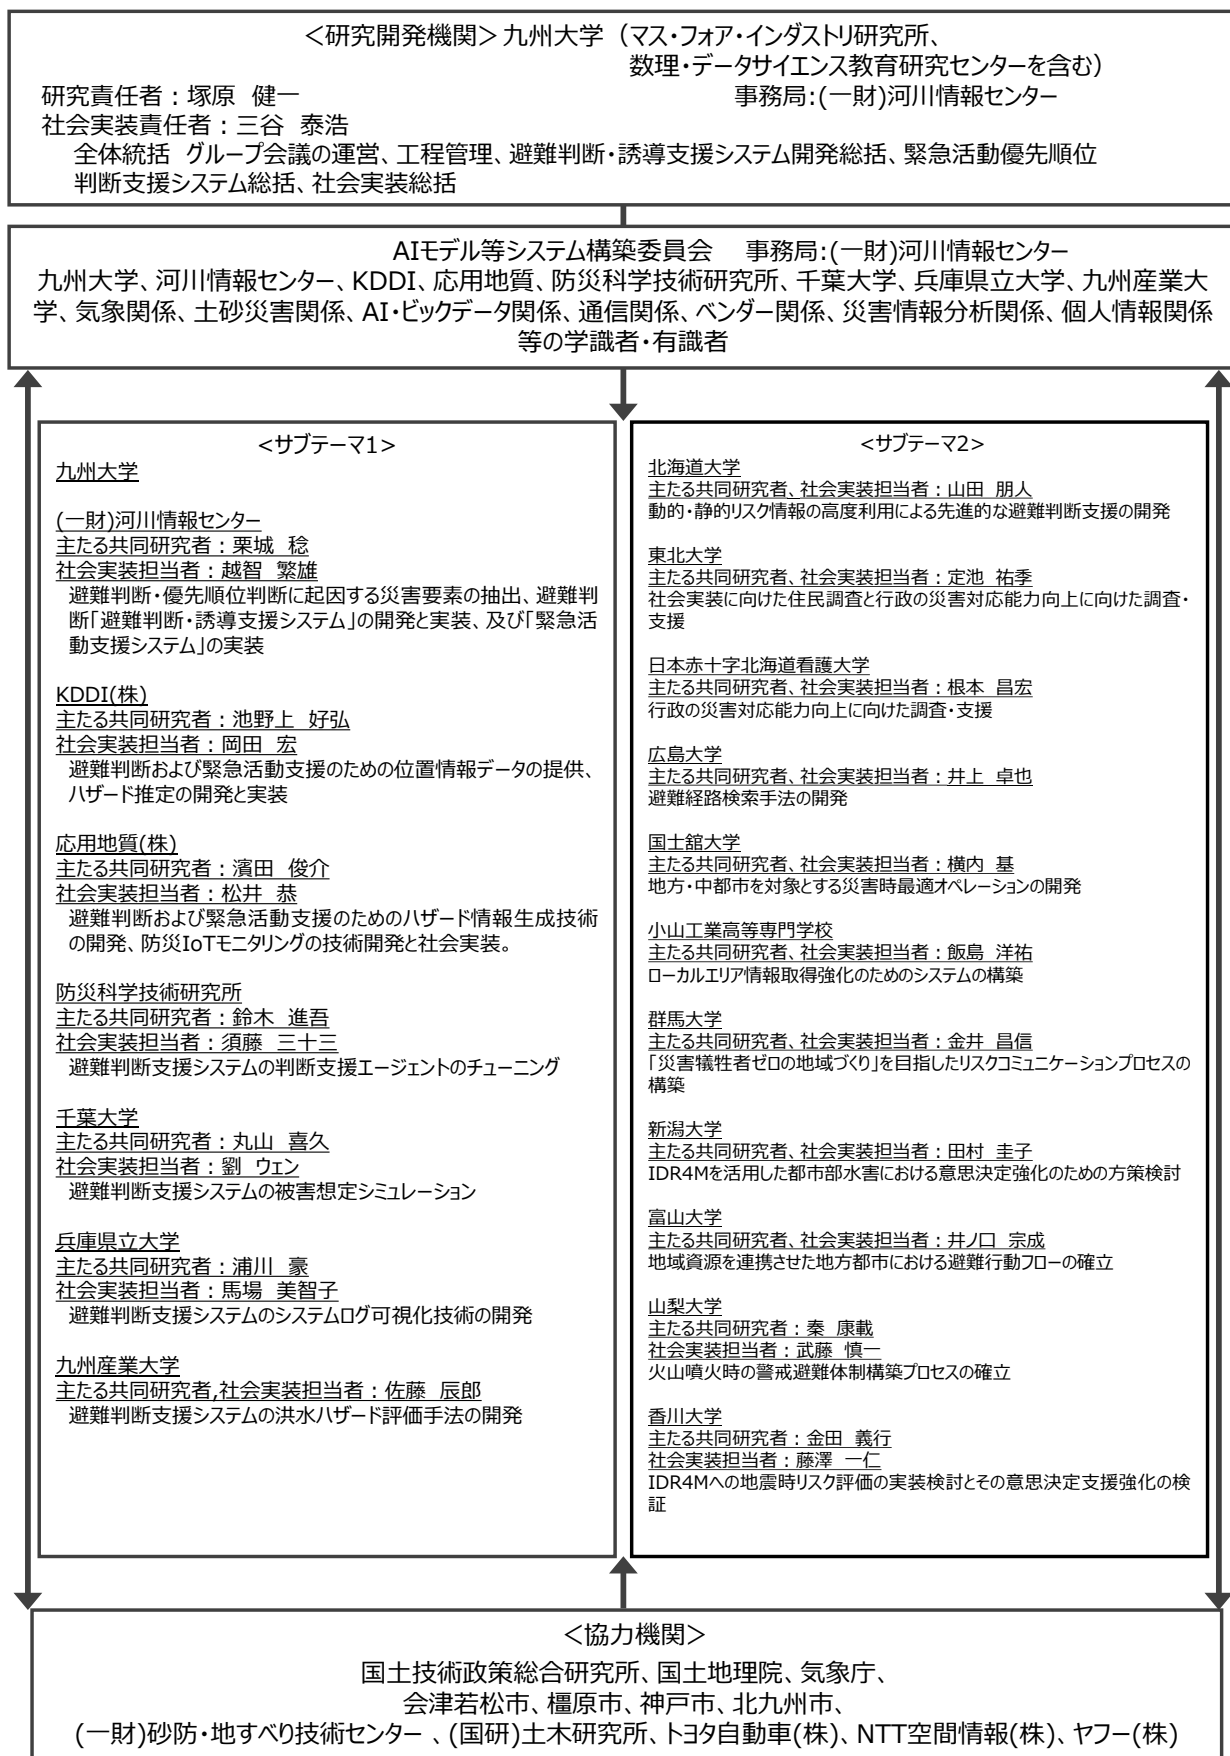 ＜研究開発機関＞九州大学（マス・フォア・インダストリ研究所、
数理・データサイエンス教育研究センターを含む）
研究責任者：塚原 健一 事務局:(一財)河川情報センター
社会実装責任者：三谷 泰浩
全体統括 グループ会議の運営、工程管理、避難判断・誘導支援システム開発総括、緊急活動優先順位
判断支援システム総括、社会実装総括
AIモデル等システム構築委員会 事務局:(一財)河川情報センター
九州大学、河川情報センター、KDDI、応用地質、防災科学技術研究所、千葉大学、兵庫県立大学、九州産業大
学、気象関係、土砂災害関係、AI・ビックデータ関係、通信関係、ベンダー関係、災害情報分析関係、個人情報関係
等の学識者・有識者
＜サブテーマ1＞
九州大学
(一財)河川情報センター
主たる共同研究者：栗城 稔
社会実装担当者：越智 繁雄
避難判断・優先順位判断に起因する災害要素の抽出、避難判
断「避難判断・誘導支援システム」の開発と実装、及び「緊急活
動支援システム」の実装
KDDI(株)
主たる共同研究者：池野上 好弘
社会実装担当者：岡田 宏
避難判断および緊急活動支援のための位置情報データの提供、
ハザード推定の開発と実装
応用地質(株)
主たる共同研究者：濱田 俊介
社会実装担当者：松井 恭
避難判断および緊急活動支援のためのハザード情報生成技術
の開発、防災IoTモニタリングの技術開発と社会実装。
防災科学技術研究所
主たる共同研究者：鈴木 進吾
社会実装担当者：須藤 三十三
避難判断支援システムの判断支援エージェントのチューニング
千葉大学
主たる共同研究者：丸山 喜久
社会実装担当者：劉 ウェン
避難判断支援システムの被害想定シミュレーション
兵庫県立大学
主たる共同研究者：浦川 豪
社会実装担当者：馬場 美智子
避難判断支援システムのシステムログ可視化技術の開発
九州産業大学
主たる共同研究者,社会実装担当者：佐藤 辰郎
避難判断支援システムの洪水ハザード評価手法の開発
＜サブテーマ2＞
北海道大学
主たる共同研究者、社会実装担当者：山田 朋人
動的・静的リスク情報の高度利用による先進的な避難判断支援の開発
東北大学
主たる共同研究者、社会実装担当者：定池 祐季
社会実装に向けた住民調査と行政の災害対応能力向上に向けた調査・
支援
日本赤十字北海道看護大学
主たる共同研究者、社会実装担当者：根本 昌宏
行政の災害対応能力向上に向けた調査・支援
広島大学
主たる共同研究者、社会実装担当者：井上 卓也
避難経路検索手法の開発
国士舘大学
主たる共同研究者、社会実装担当者：横内 基
地方・中都市を対象とする災害時最適オペレーションの開発
小山工業高等専門学校
主たる共同研究者、社会実装担当者：飯島 洋祐
ローカルエリア情報取得強化のためのシステムの構築
群馬大学
主たる共同研究者、社会実装担当者：金井 昌信
「災害犠牲者ゼロの地域づくり」を目指したリスクコミュニケーションプロセスの
構築
新潟大学
主たる共同研究者、社会実装担当者：田村 圭子
IDR4Mを活用した都市部水害における意思決定強化のための方策検討
富山大学
主たる共同研究者、社会実装担当者：井ノ口 宗成
地域資源を連携させた地方都市における避難行動フローの確立
山梨大学
主たる共同研究者：秦 康範
社会実装担当者：武藤 慎一
火山噴火時の警戒避難体制構築プロセスの確立
香川大学
主たる共同研究者：金田 義行
社会実装担当者：藤澤 一仁
IDR4Mへの地震時リスク評価の実装検討とその意思決定支援強化の検
証
＜協力機関＞
国土技術政策総合研究所、国土地理院、気象庁、
会津若松市、橿原市、神戸市、北九州市、
(一財)砂防・地すべり技術センター 、(国研)土木研究所、トヨタ自動車(株)、NTT空間情報(株)、ヤフー(株)